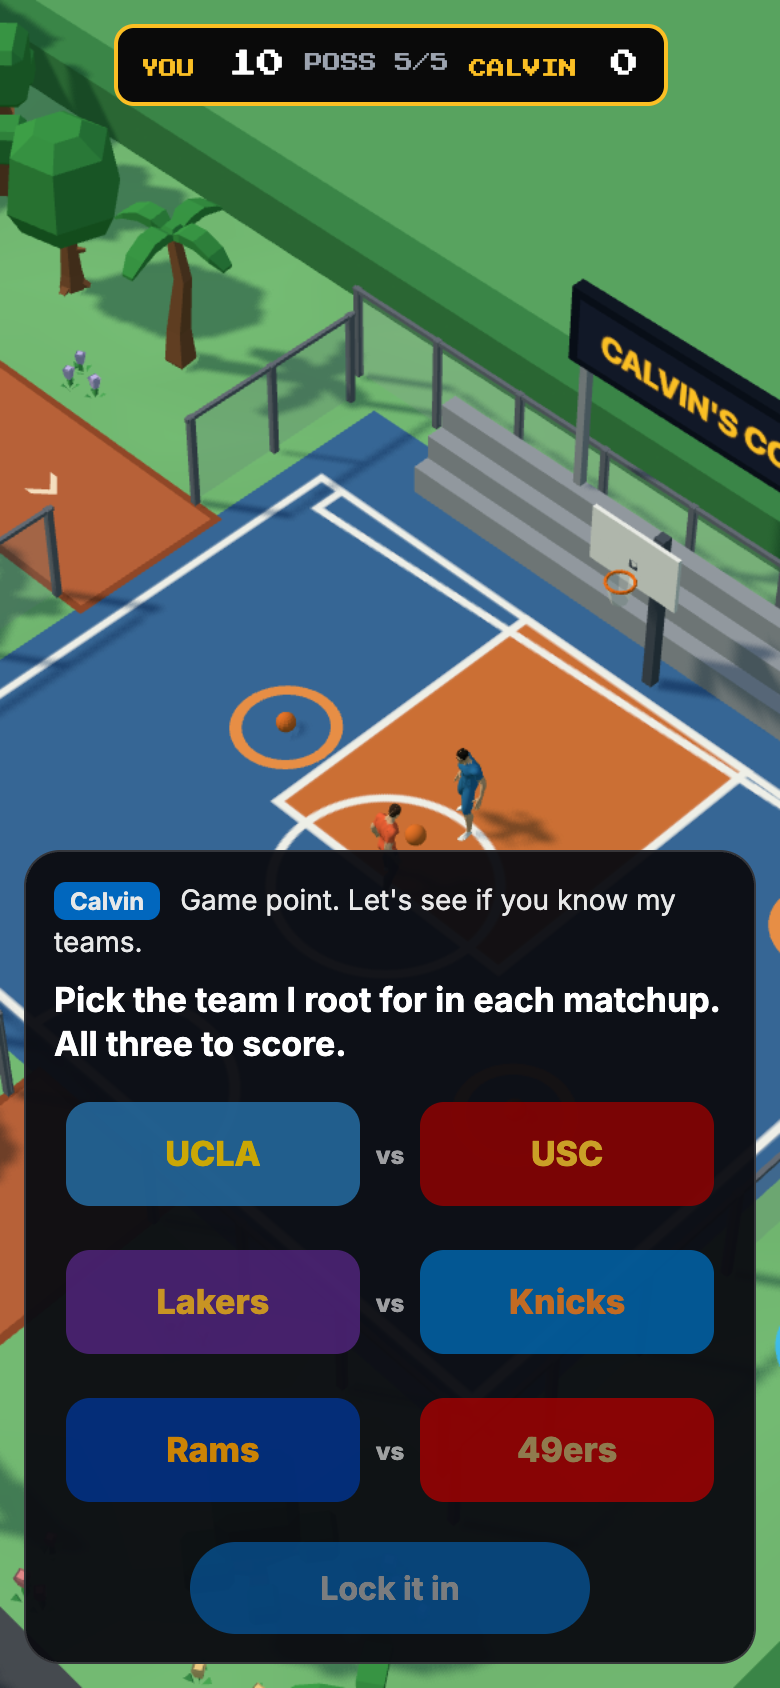 YOU 10 POSS 5/5 CALVIN 0
CALVIN'S
Calvin Game point. Let's see if you know my
teams.
Pick the team I root for in each matchup.
All three to score.
UCLA vs USC
Lakers vs Knicks
Rams vs 49ers
Lock it in